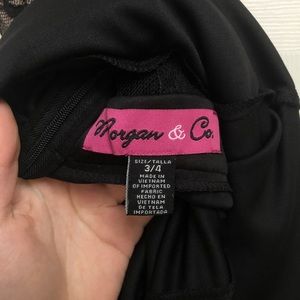 Morgan & Co.
SIZE/TALLA
3/4
MADE IN
VIETNAM
OF IMPORTED
FABRIC
HECHO EN
VIETNAM
DE TELA
IMPORTADA